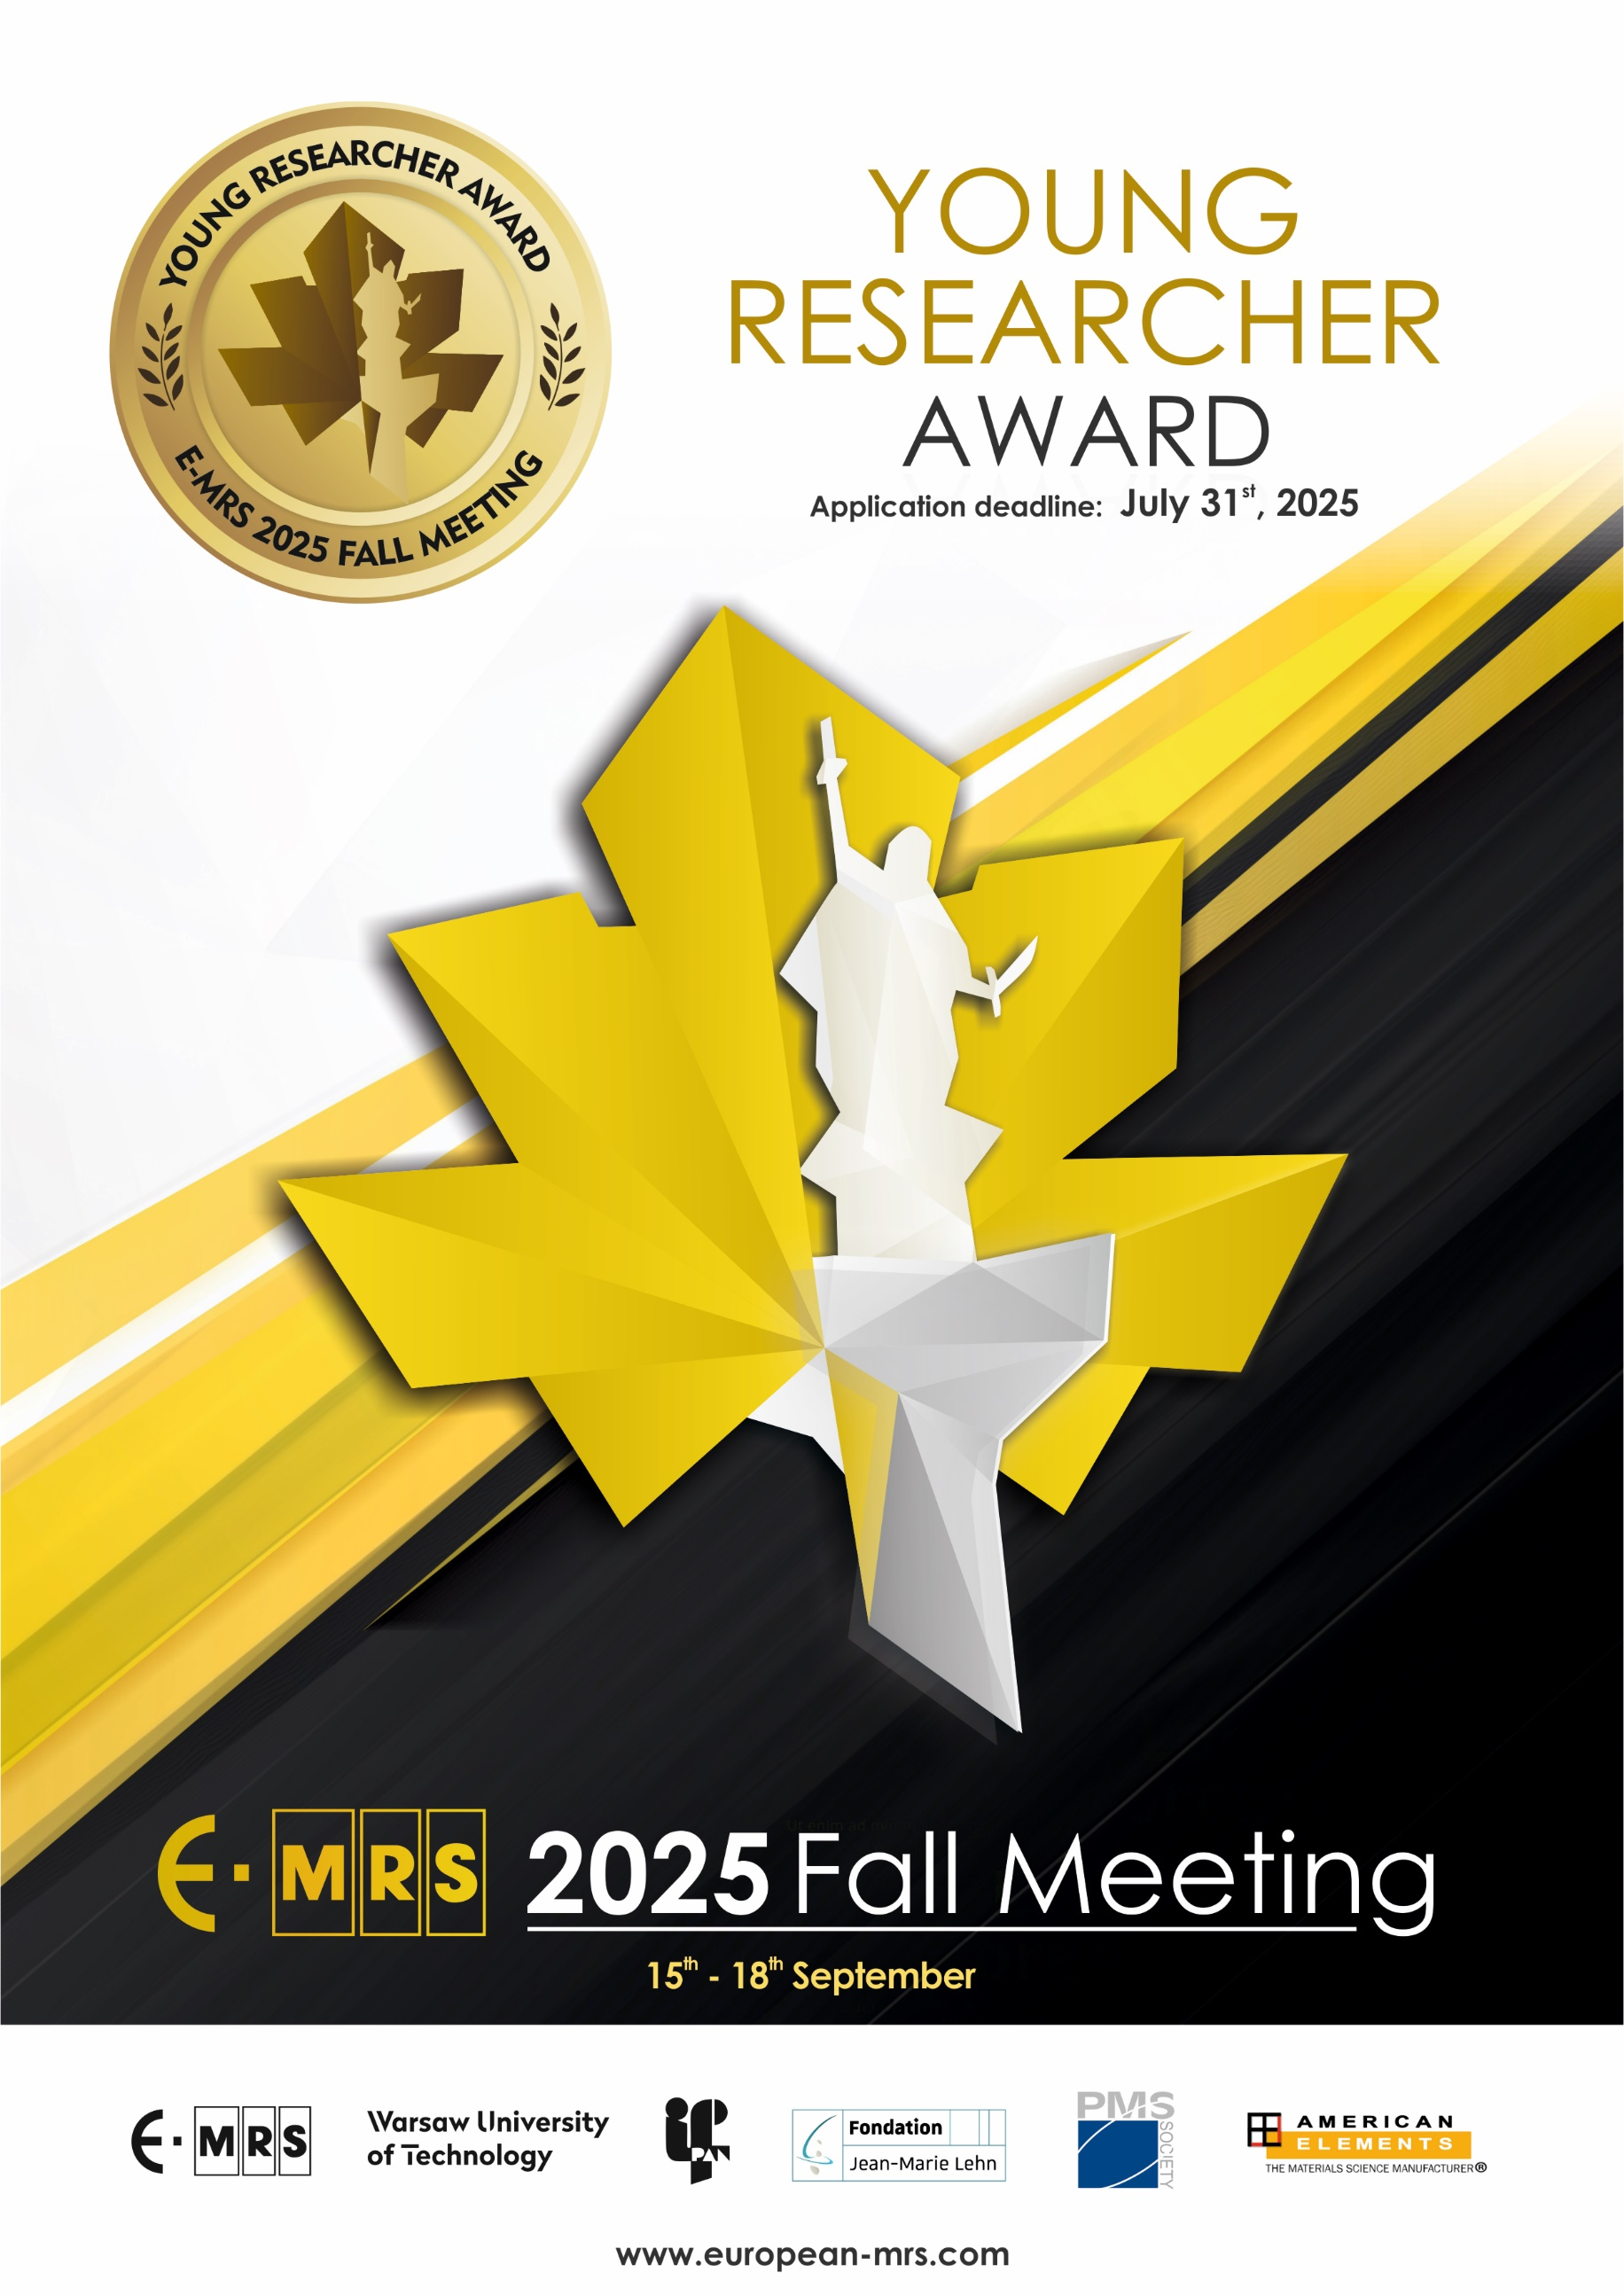 YOUNG RESEARCHER AWARD
E-MRS 2025 FALL MEETING
YOUNG
RESEARCHER
AWARD
Application deadline: July 31st, 2025
E·MRS 2025 Fall Meeting
15th - 18th September
E·MRS
Warsaw University
of Technology
PAN
Fondation
Jean-Marie Lehn
PMS
SOCIETY
AMERICAN
ELEMENTS
THE MATERIALS SCIENCE MANUFACTURER®
www.european-mrs.com